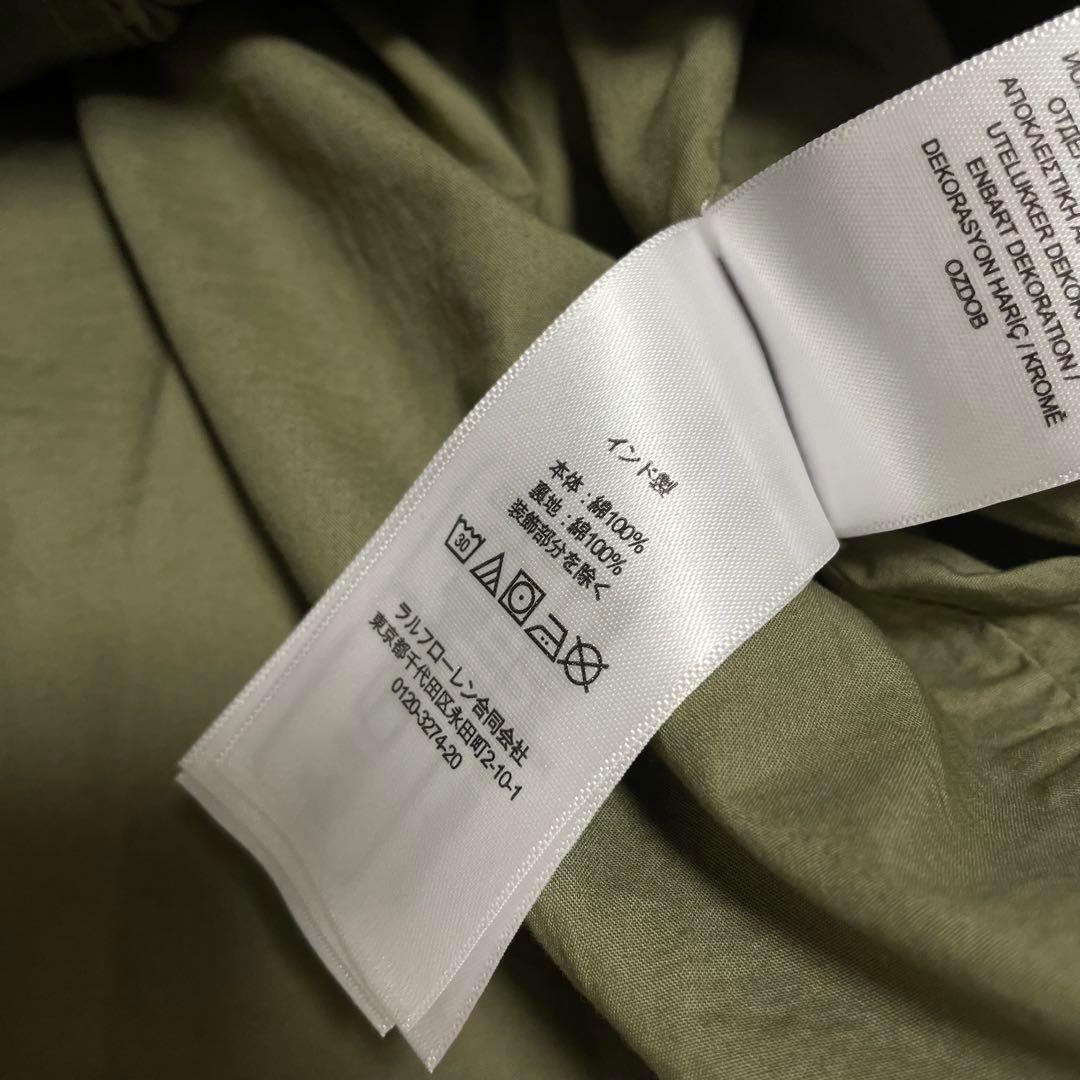 インド製
本体 : 綿100%
裏地 : 綿100%
装飾部分を除く
30
ラルフローレン合同会社
東京都千代田区永田町2-10-1
0120-3274-20
ΑΠΟΚΛΕΙΣΤΙΚΗ
UTELUKKER
ENBART DEKORATION /
DEKORASYON HARİÇ / KROMĚ
OZDOB